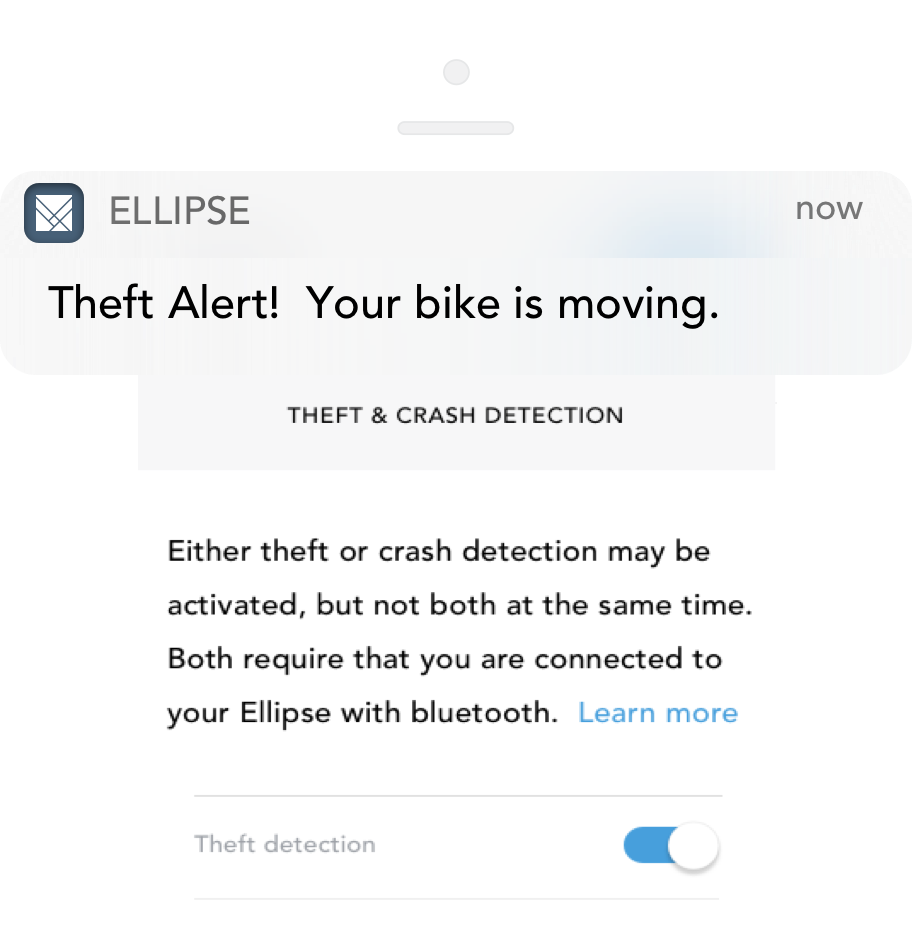 ELLIPSE
now
Theft Alert!  Your bike is moving.
THEFT & CRASH DETECTION
Either theft or crash detection may be
activated, but not both at the same time.
Both require that you are connected to
your Ellipse with bluetooth.  Learn more
Theft detection